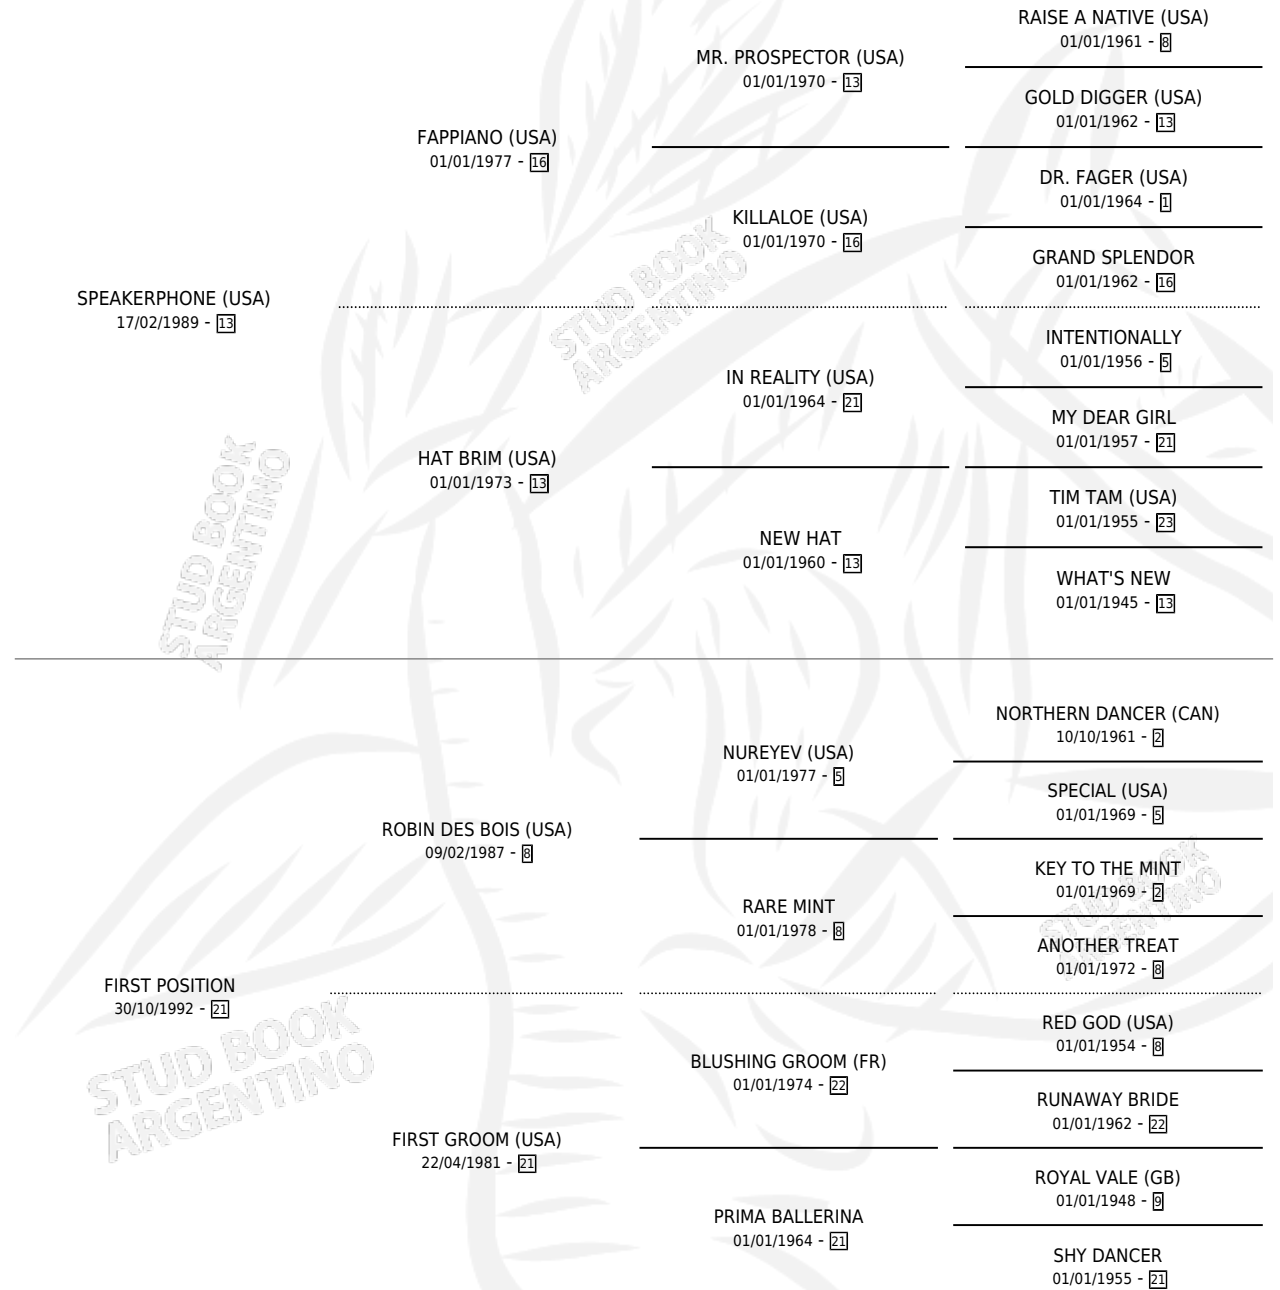 RAISE A NATIVE (USA)
01/01/1961 - 8
MR. PROSPECTOR (USA)
01/01/1970 - 13
GOLD DIGGER (USA)
01/01/1962 - 13
FAPPIANO (USA)
01/01/1977 - 16
DR. FAGER (USA)
01/01/1964 - 1
KILLALOE (USA)
01/01/1970 - 16
GRAND SPLENDOR
01/01/1962 - 16
SPEAKERPHONE (USA)
17/02/1989 - 13
INTENTIONALLY
01/01/1956 - 5
IN REALITY (USA)
01/01/1964 - 21
MY DEAR GIRL
01/01/1957 - 21
HAT BRIM (USA)
01/01/1973 - 13
TIM TAM (USA)
01/01/1955 - 23
NEW HAT
01/01/1960 - 13
WHAT'S NEW
01/01/1945 - 13
NORTHERN DANCER (CAN)
10/10/1961 - 2
NUREYEV (USA)
01/01/1977 - 5
SPECIAL (USA)
01/01/1969 - 5
ROBIN DES BOIS (USA)
09/02/1987 - 8
KEY TO THE MINT
01/01/1969 - 2
RARE MINT
01/01/1978 - 8
ANOTHER TREAT
01/01/1972 - 8
FIRST POSITION
30/10/1992 - 21
RED GOD (USA)
01/01/1954 - 8
BLUSHING GROOM (FR)
01/01/1974 - 22
RUNAWAY BRIDE
01/01/1962 - 22
FIRST GROOM (USA)
22/04/1981 - 21
ROYAL VALE (GB)
01/01/1948 - 9
PRIMA BALLERINA
01/01/1964 - 21
SHY DANCER
01/01/1955 - 21
STUD BOOK
ARGENTINO
STUD BOOK
ARGENTINO
STUD BOOK
ARGENTINO
STUD BOOK
ARGENTINO